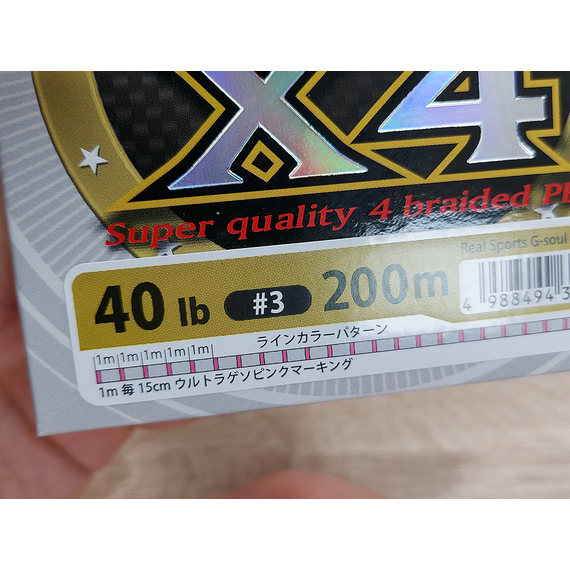 X4
Super quality 4 braided P
Real Sports G-soul
40 lb #3 200m
4 988494 3
ラインカラーパターン
1m 1m 1m 1m 1m
1m 毎 15cm ウルトラゲソピンクマーキング